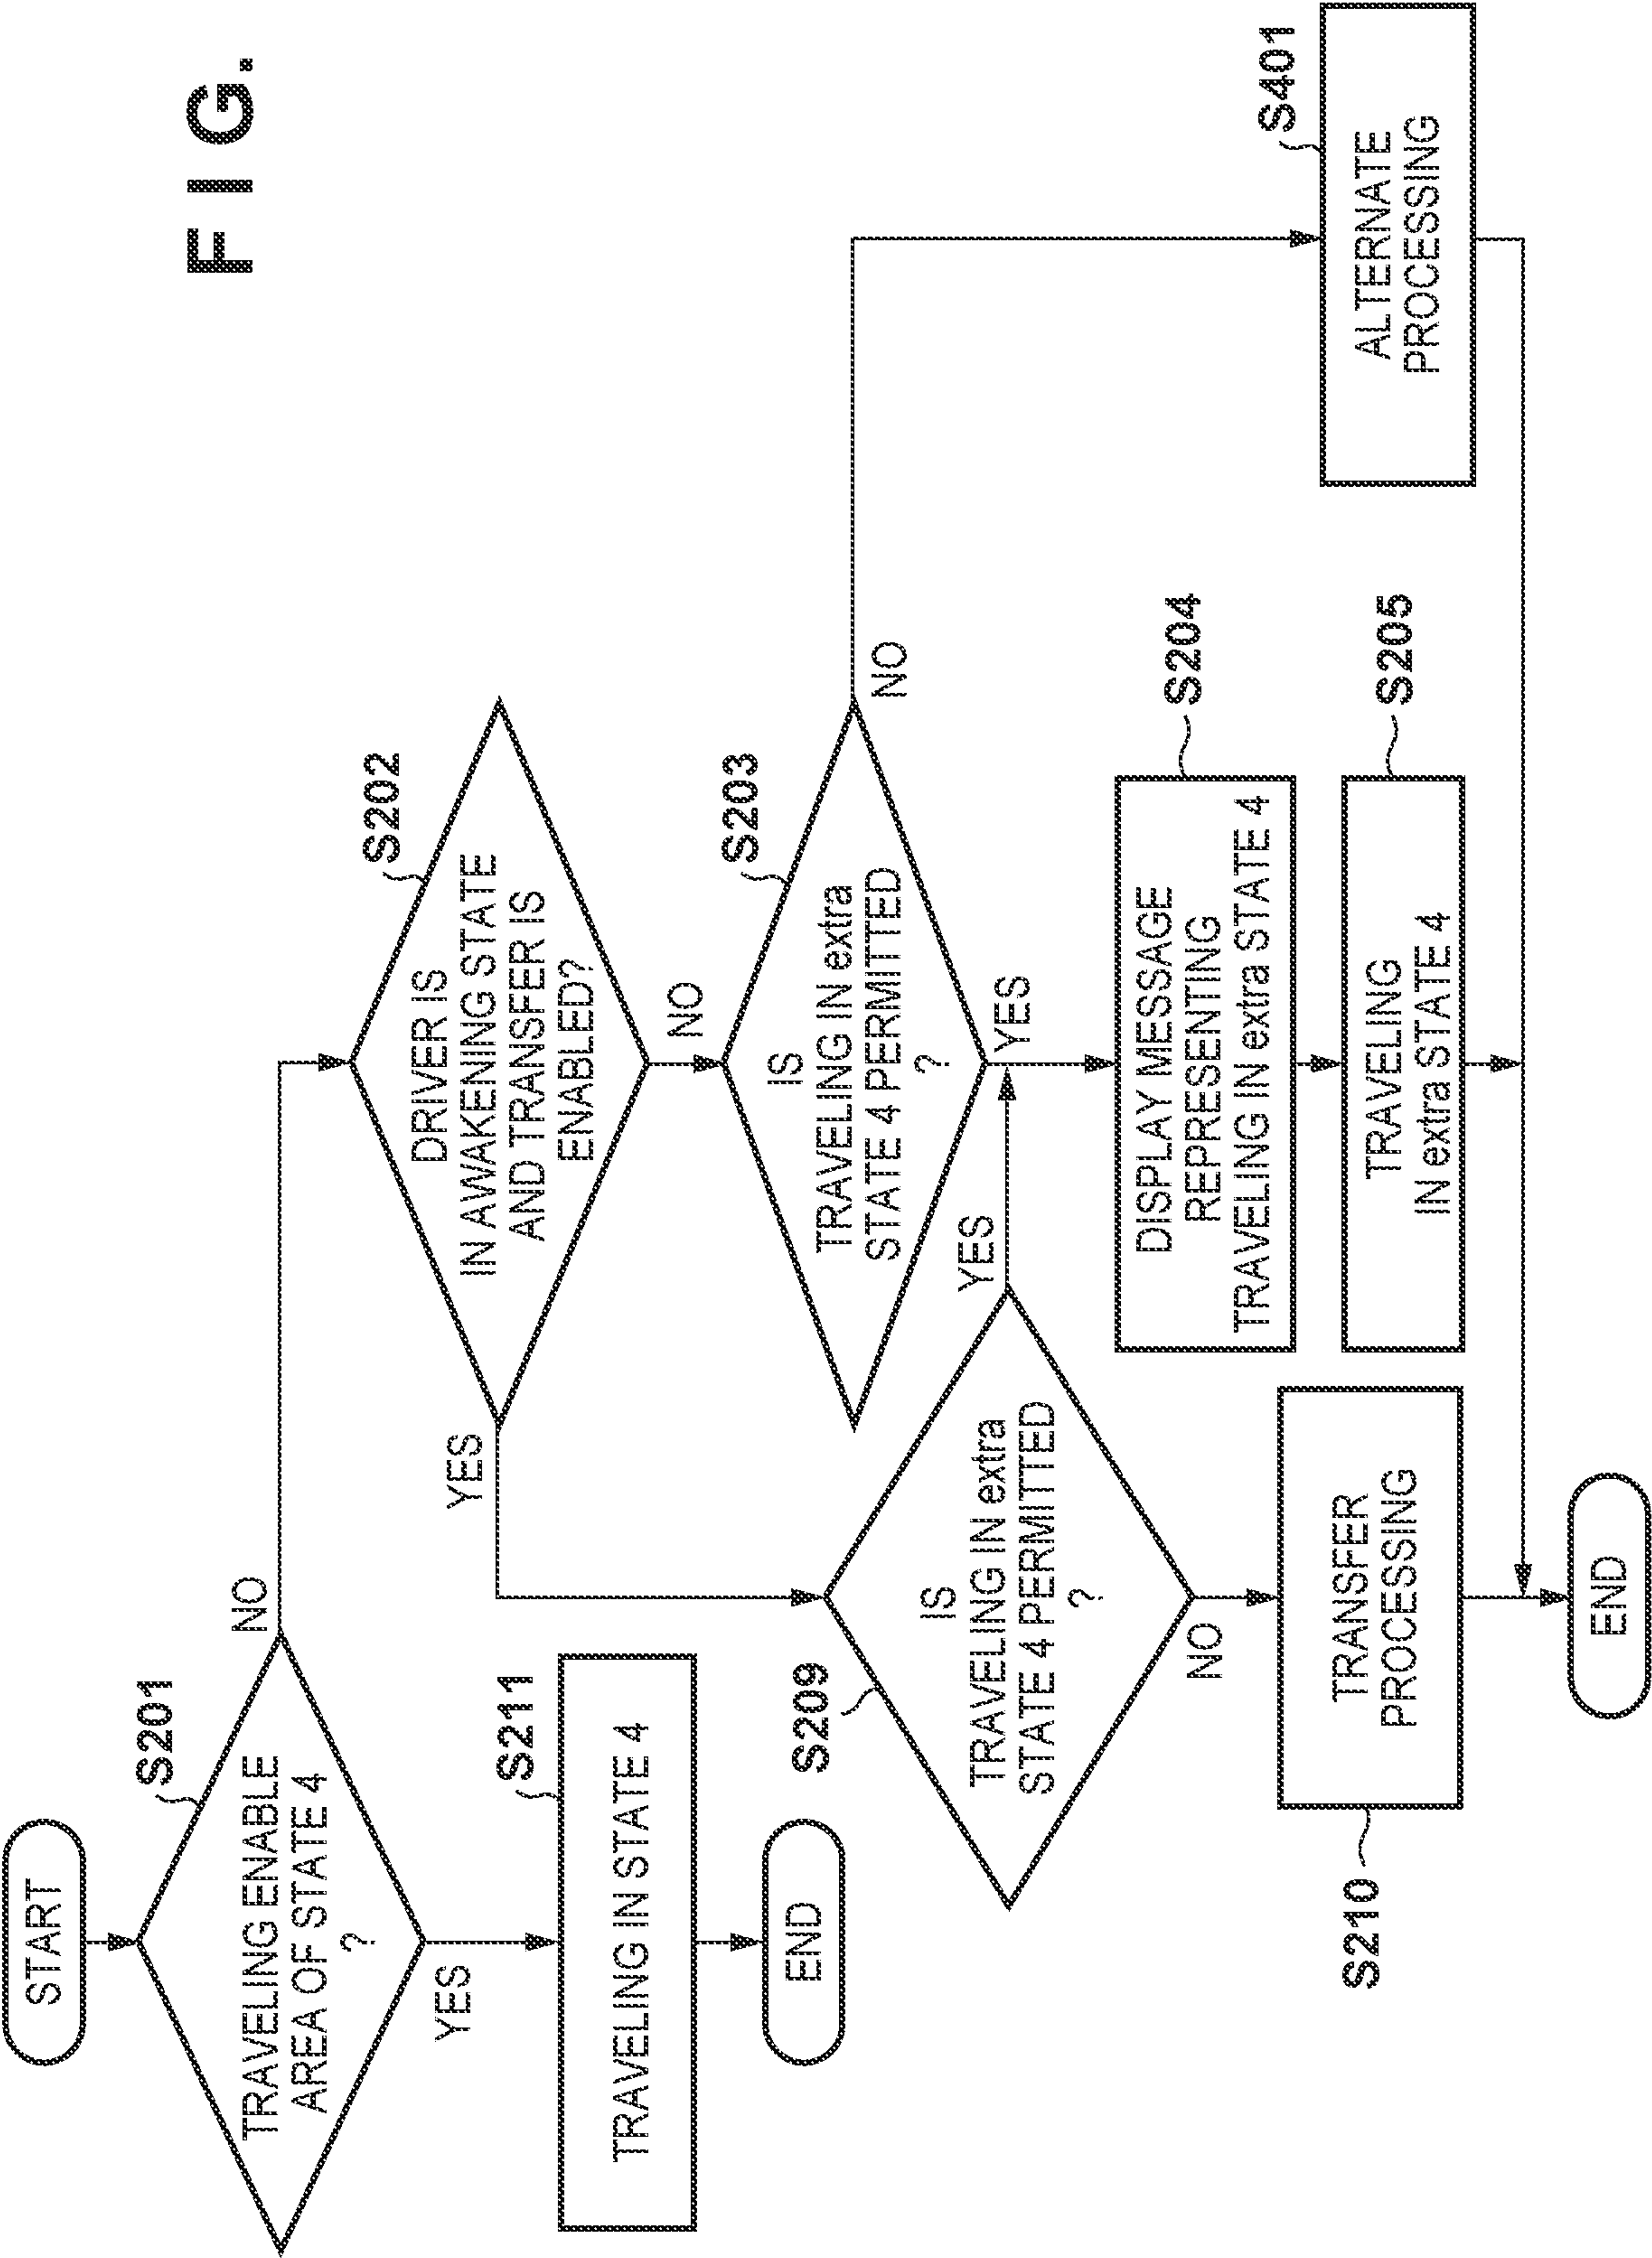 FIG.
START
S201
TRAVELING ENABLE
AREA OF STATE 4
?
NO
YES
S211
TRAVELING IN STATE 4
END
S202
DRIVER IS
IN AWAKENING STATE
AND TRANSFER IS
ENABLED?
YES
NO
S203
IS
TRAVELING IN extra
STATE 4 PERMITTED
?
NO
YES
S209
IS
TRAVELING IN extra
STATE 4 PERMITTED
?
YES
NO
S204
DISPLAY MESSAGE
REPRESENTING
TRAVELING IN extra STATE 4
S205
TRAVELING
IN extra STATE 4
S210
TRANSFER
PROCESSING
S401
ALTERNATE
PROCESSING
END